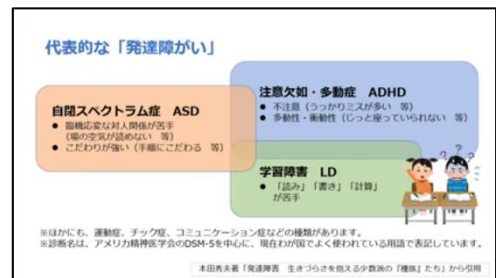 代表的な「発達障がい」
自閉スペクトラム症 ASD
● 臨機応変な対人関係が苦手
(場の空気が読めない 等)
● こだわりが強い(手順にこだわる 等)
注意欠如・多動症 ADHD
● 不注意(うっかりミスが多い 等)
● 多動性・衝動性(じっと座っていられない 等)
学習障害 LD
● 「読み」「書き」「計算」
が苦手
? ? ?
※ほかにも、運動症、チック症、コミュニケーション症などの種類があります。
※診断名は、アメリカ精神医学会のDSM-5を中心に、現在わが国でよく使われている用語で表記しています。
本田秀夫著「発達障害 生きづらさを抱える少数派の『種族』たち」から引用